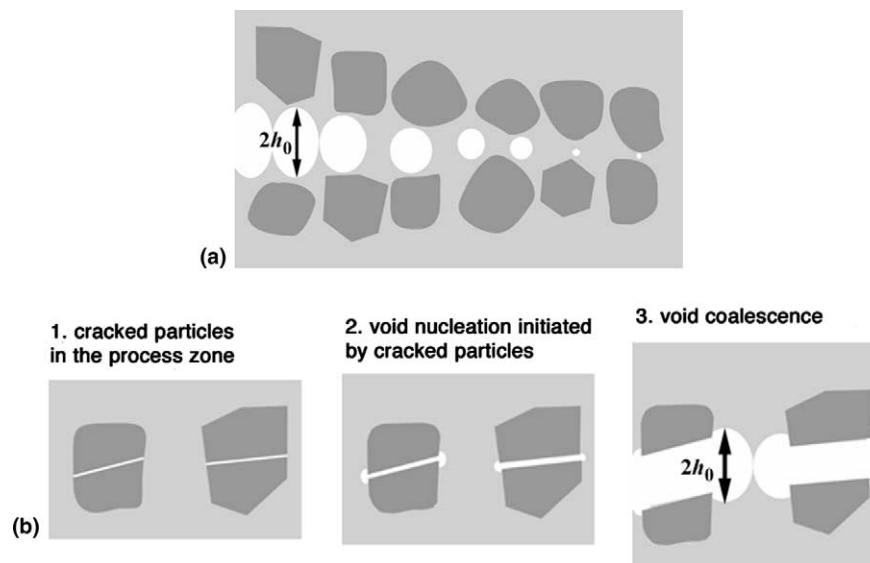 2h₀
(a)
1. cracked particles
in the process zone
2. void nucleation initiated
by cracked particles
3. void coalescence
2h₀
(b)